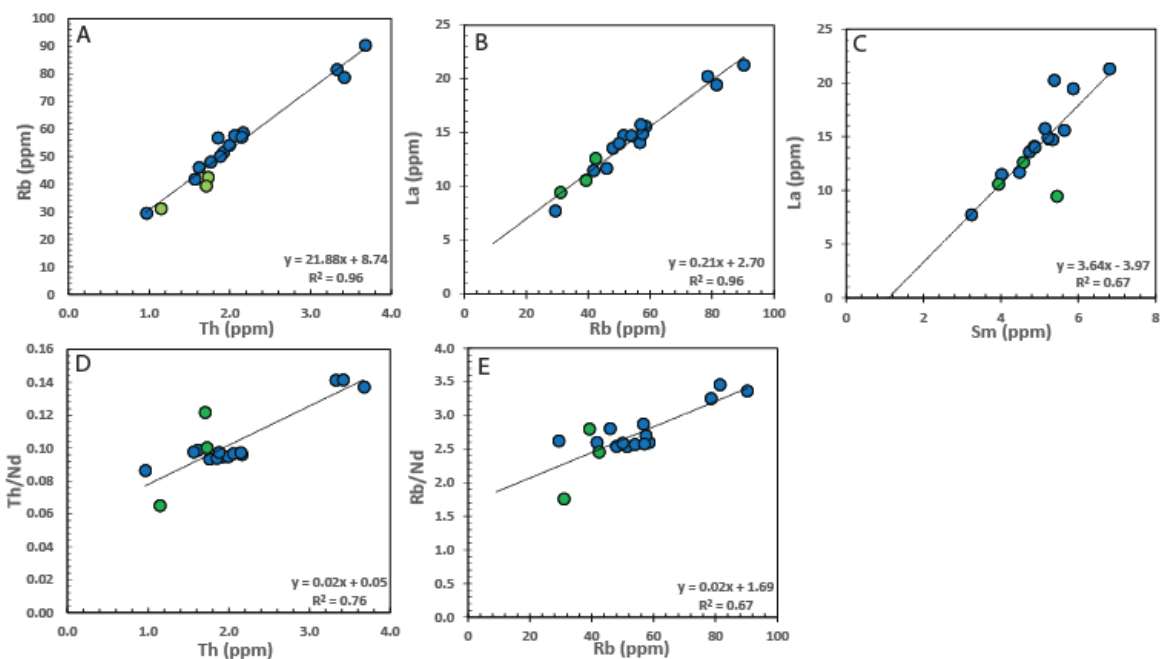 A
100
90
80
70
60
50
40
30
20
10
0
Rb (ppm)
0.0 1.0 2.0 3.0 4.0
Th (ppm)
y = 21.88x + 8.74
R² = 0.96
B
25
20
15
10
5
0
La (ppm)
0 20 40 60 80 100
Rb (ppm)
y = 0.21x + 2.70
R² = 0.96
C
25
20
15
10
5
0
La (ppm)
0 2 4 6 8
Sm (ppm)
y = 3.64x - 3.97
R² = 0.67
D
0.16
0.14
0.12
0.10
0.08
0.06
0.04
0.02
0.00
Th/Nd
0.0 1.0 2.0 3.0 4.0
Th (ppm)
y = 0.02x + 0.05
R² = 0.76
E
4.0
3.5
3.0
2.5
2.0
1.5
1.0
0.5
0.0
Rb/Nd
0 20 40 60 80 100
Rb (ppm)
y = 0.02x + 1.69
R² = 0.67